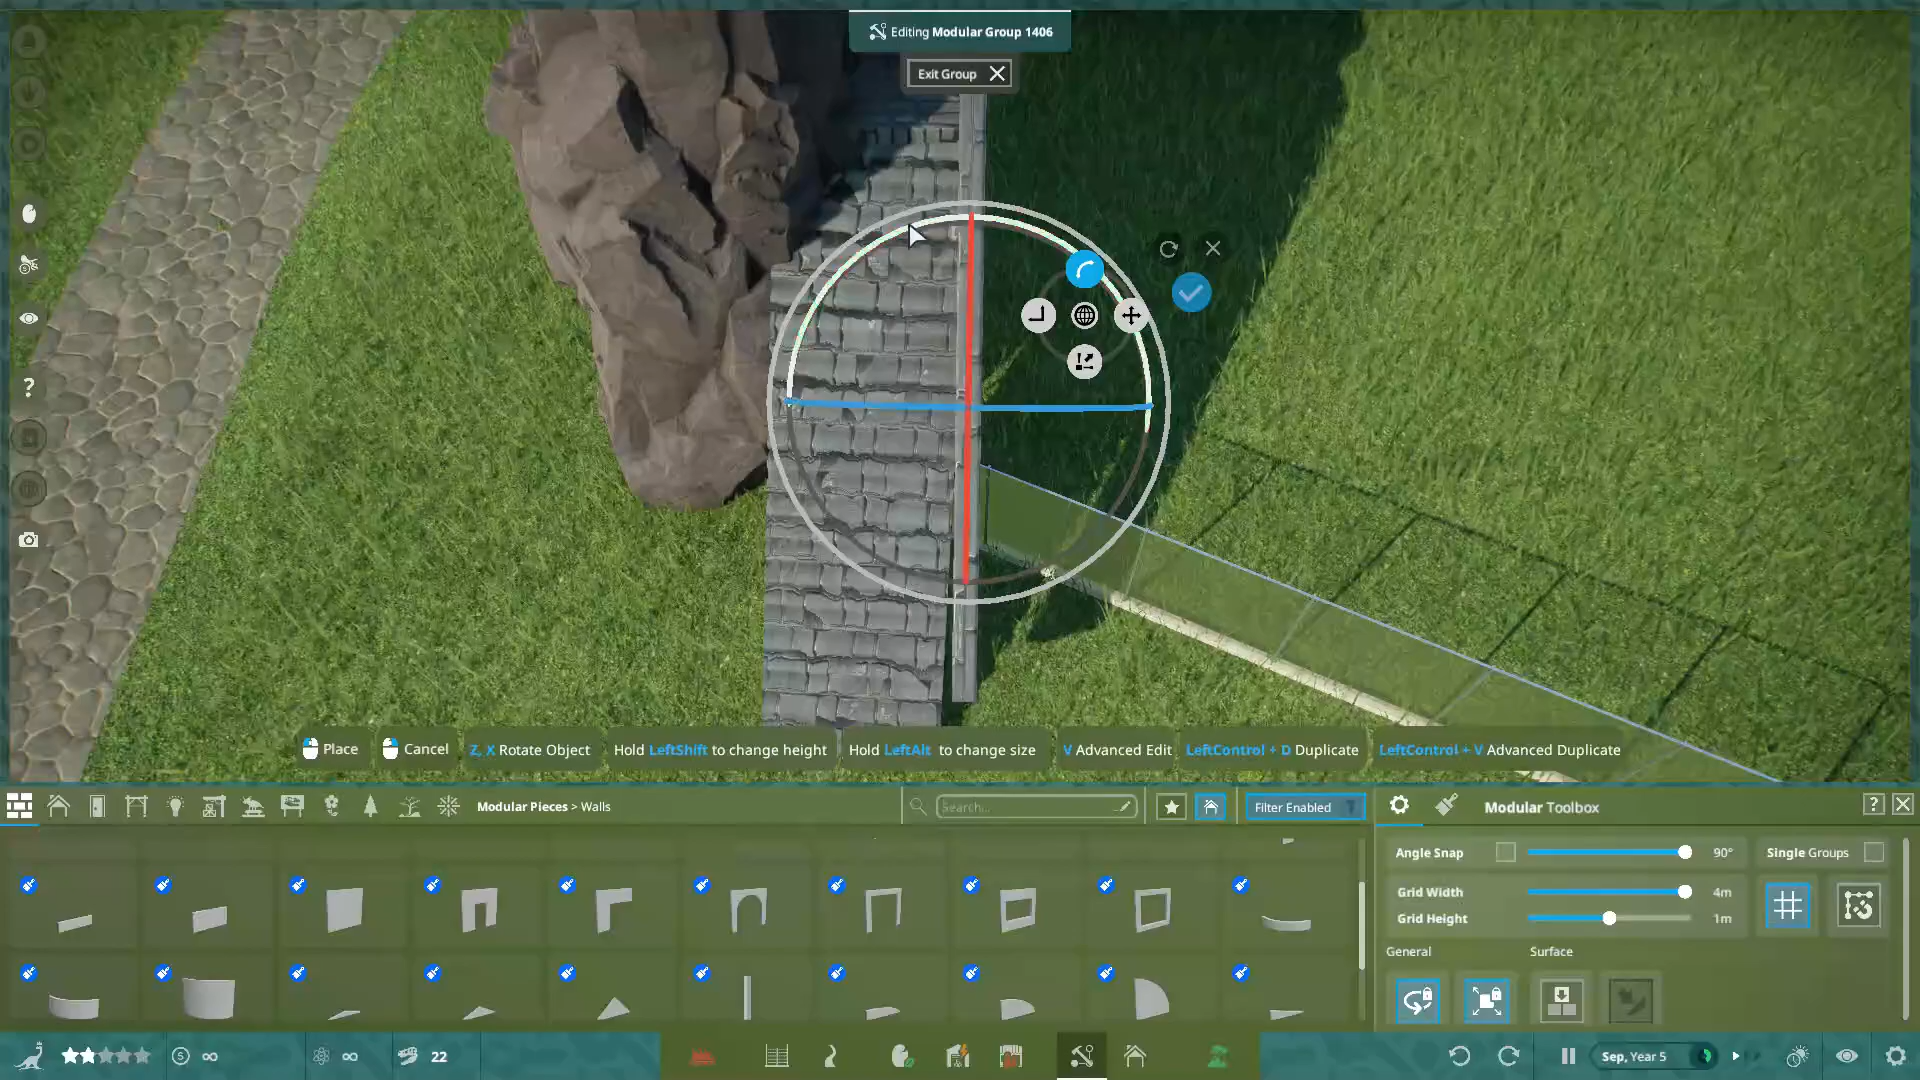 Editing Modular Group 1406
Exit Group
Place
Cancel
Z, X Rotate Object
Hold LeftShift to change height
Hold LeftAlt to change size
V Advanced Edit
LeftControl + D Duplicate
LeftControl + V Advanced Duplicate
Modular Pieces > Walls
Search...
Filter Enabled
Modular Toolbox
?
Angle Snap
90°
Single Groups
Grid Width
4m
Grid Height
1m
General
Surface
?
22
Sep, Year 5